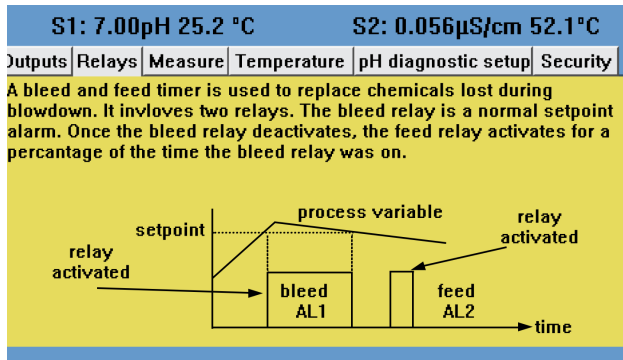 S1: 7.00pH 25.2 °C S2: 0.056µS/cm 52.1°C
Outputs Relays Measure Temperature pH diagnostic setup Security
A bleed and feed timer is used to replace chemicals lost during
blowdown. It invloves two relays. The bleed relay is a normal setpoint
alarm. Once the bleed relay deactivates, the feed relay activates for a
percantage of the time the bleed relay was on.
setpoint
process variable
relay
activated
relay
activated
bleed
AL1
feed
AL2
time